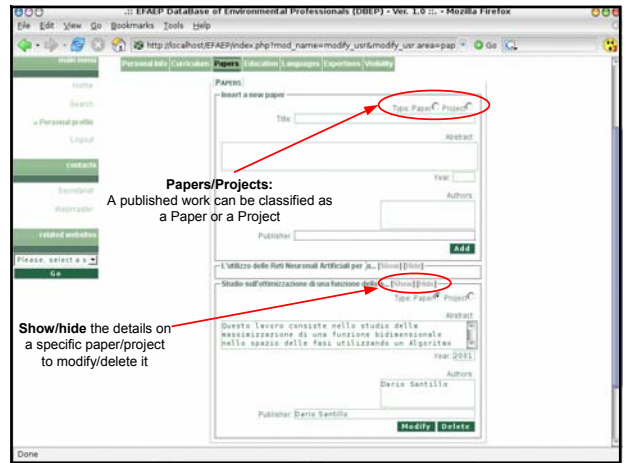 .:: EFAEP DataBase of Environmental Professionals (DBEP) - Ver. 1.0 ::. - Mozilla Firefox
File Edit View Go Bookmarks Tools Help
http://localhost/EFAEP/index.php?mod_name=modify_usr&modify_usr.area=pap
Go
main menu
Personal Info Curriculum Papers Education Languages Expertises Visibility
Home
Search
» Personal profile
Logout
contacts
Secretariat
Webmaster
related websites
Please, select a s
Go
PAPERS:
Insert a new paper
Type: Paper Project
Title:
Abstract:
Year:
Authors:
Publisher:
Add
Papers/Projects:
A published work can be classified as
a Paper or a Project
L'utilizzo delle Reti Neuronali Artificiali per la... [Show] [Hide]
Studio sull'ottimizzazione di una funzione della... [Show] [Hide]
Type: Paper Project
Abstract:
Questo lavoro consiste nello studio della
massimizzazione di una funzione bidimensionale
nello spazio delle fasi utilizzando un Algoritmo
Year: 2001
Authors:
Dario Santillo
Publisher: Dario Santillo
Modify Delete
Show/hide the details on
a specific paper/project
to modify/delete it
Done